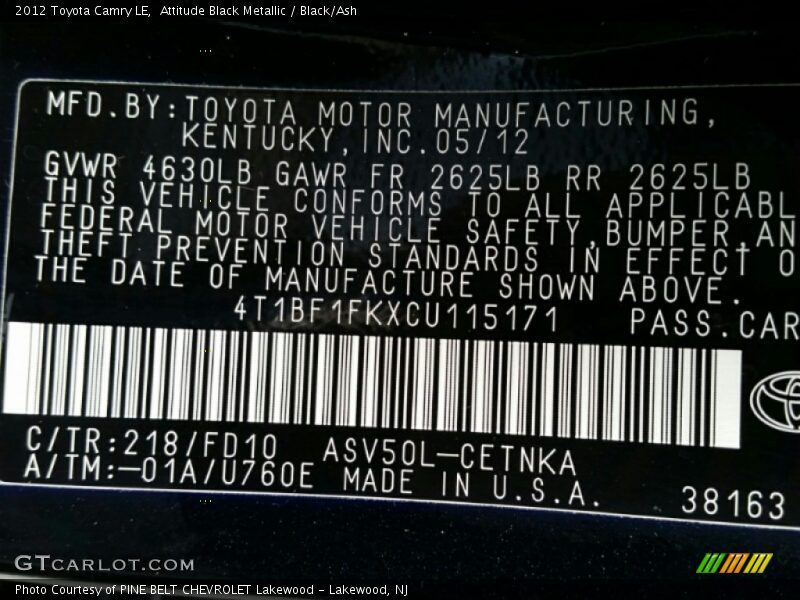 2012 Toyota Camry LE, Attitude Black Metallic / Black/Ash
MFD.BY:TOYOTA MOTOR MANUFACTURING,
KENTUCKY,INC.05/12
GVWR 4630LB GAWR FR 2625LB RR 2625LB
THIS VEHICLE CONFORMS TO ALL APPLICABL
FEDERAL MOTOR VEHICLE SAFETY,BUMPER,AN
THEFT PREVENTION STANDARDS IN EFFECT O
THE DATE OF MANUFACTURE SHOWN ABOVE.
4T1BF1FKXCU115171 PASS.CAR
C/TR:218/FD10 ASV50L-CETNKA
A/TM:-01A/U760E MADE IN U.S.A.
38163
GTCARLOT.COM
Photo Courtesy of PINE BELT CHEVROLET Lakewood - Lakewood, NJ